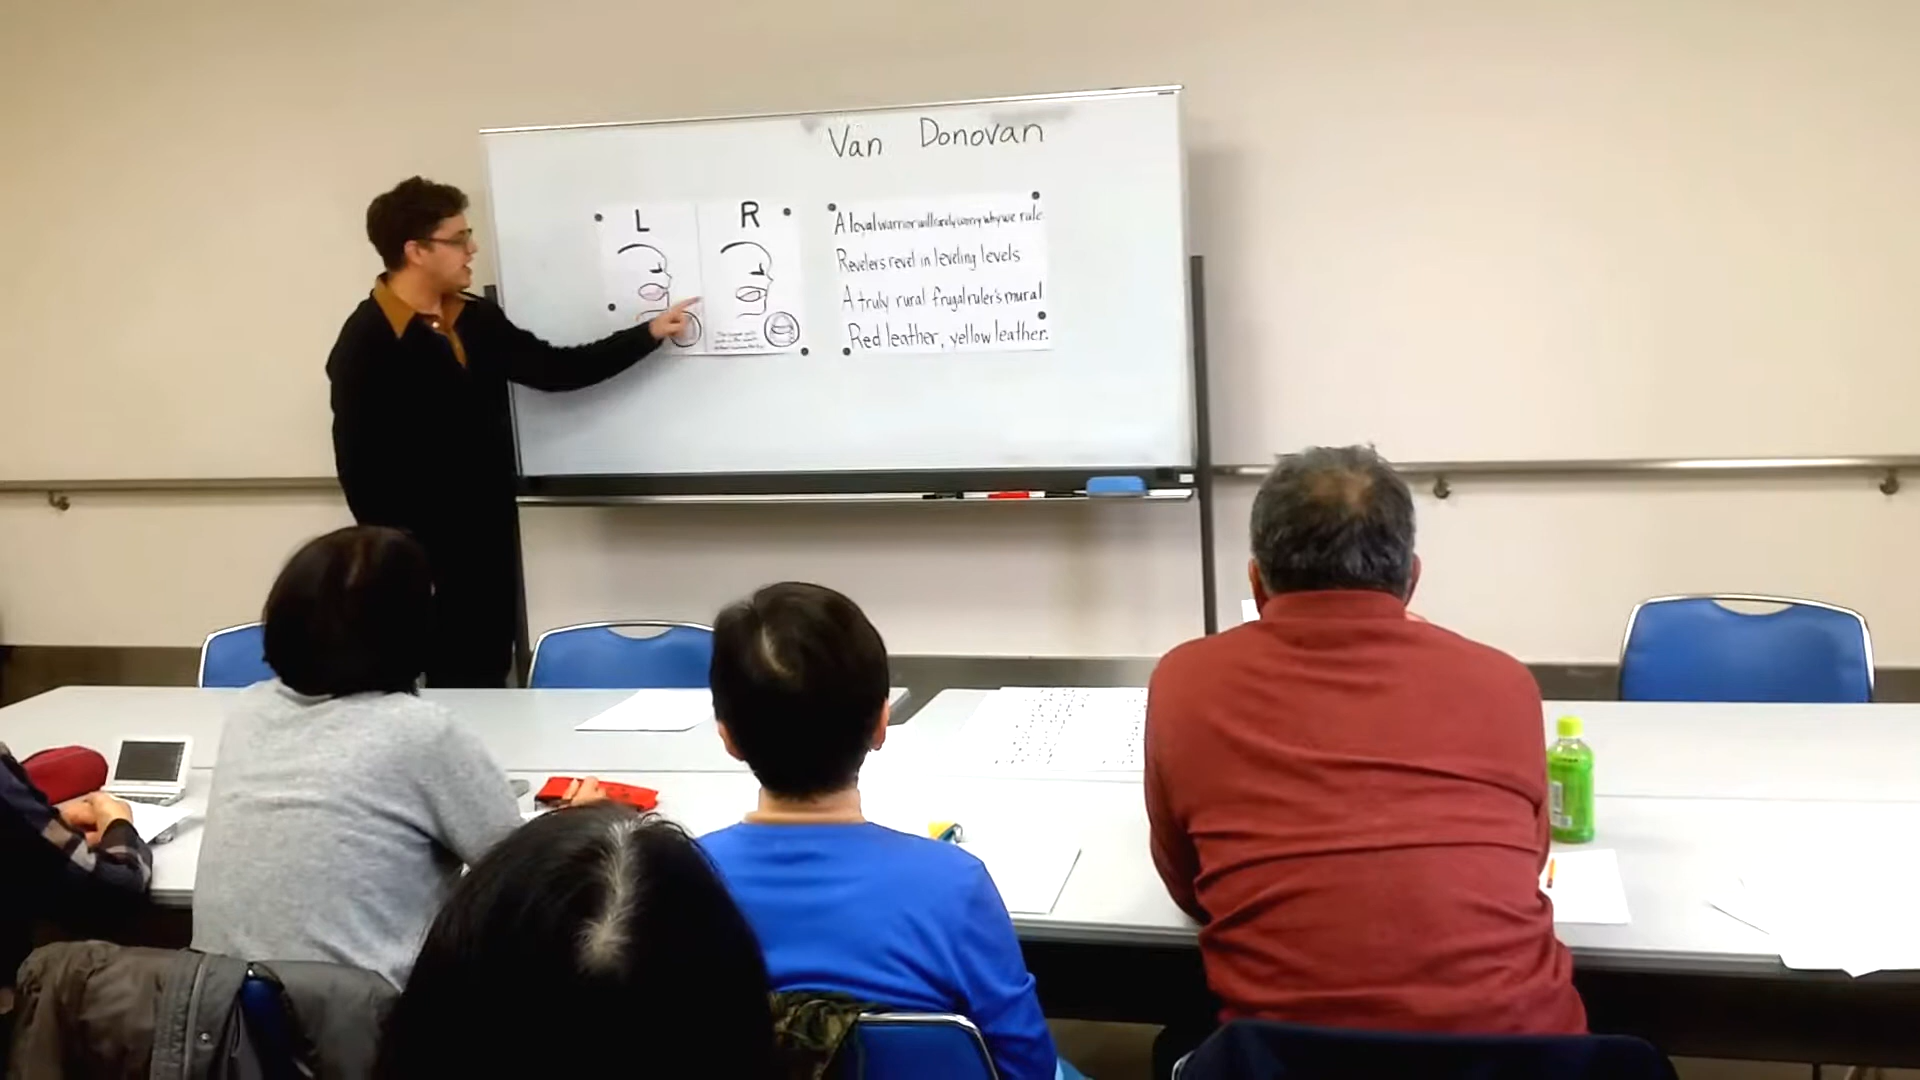 Van Donovan
L R
A loyal warrior will rarely worry why we rule
Revelers revel in leveling levels
A truly rural frugal ruler's mural
Red leather, yellow leather.